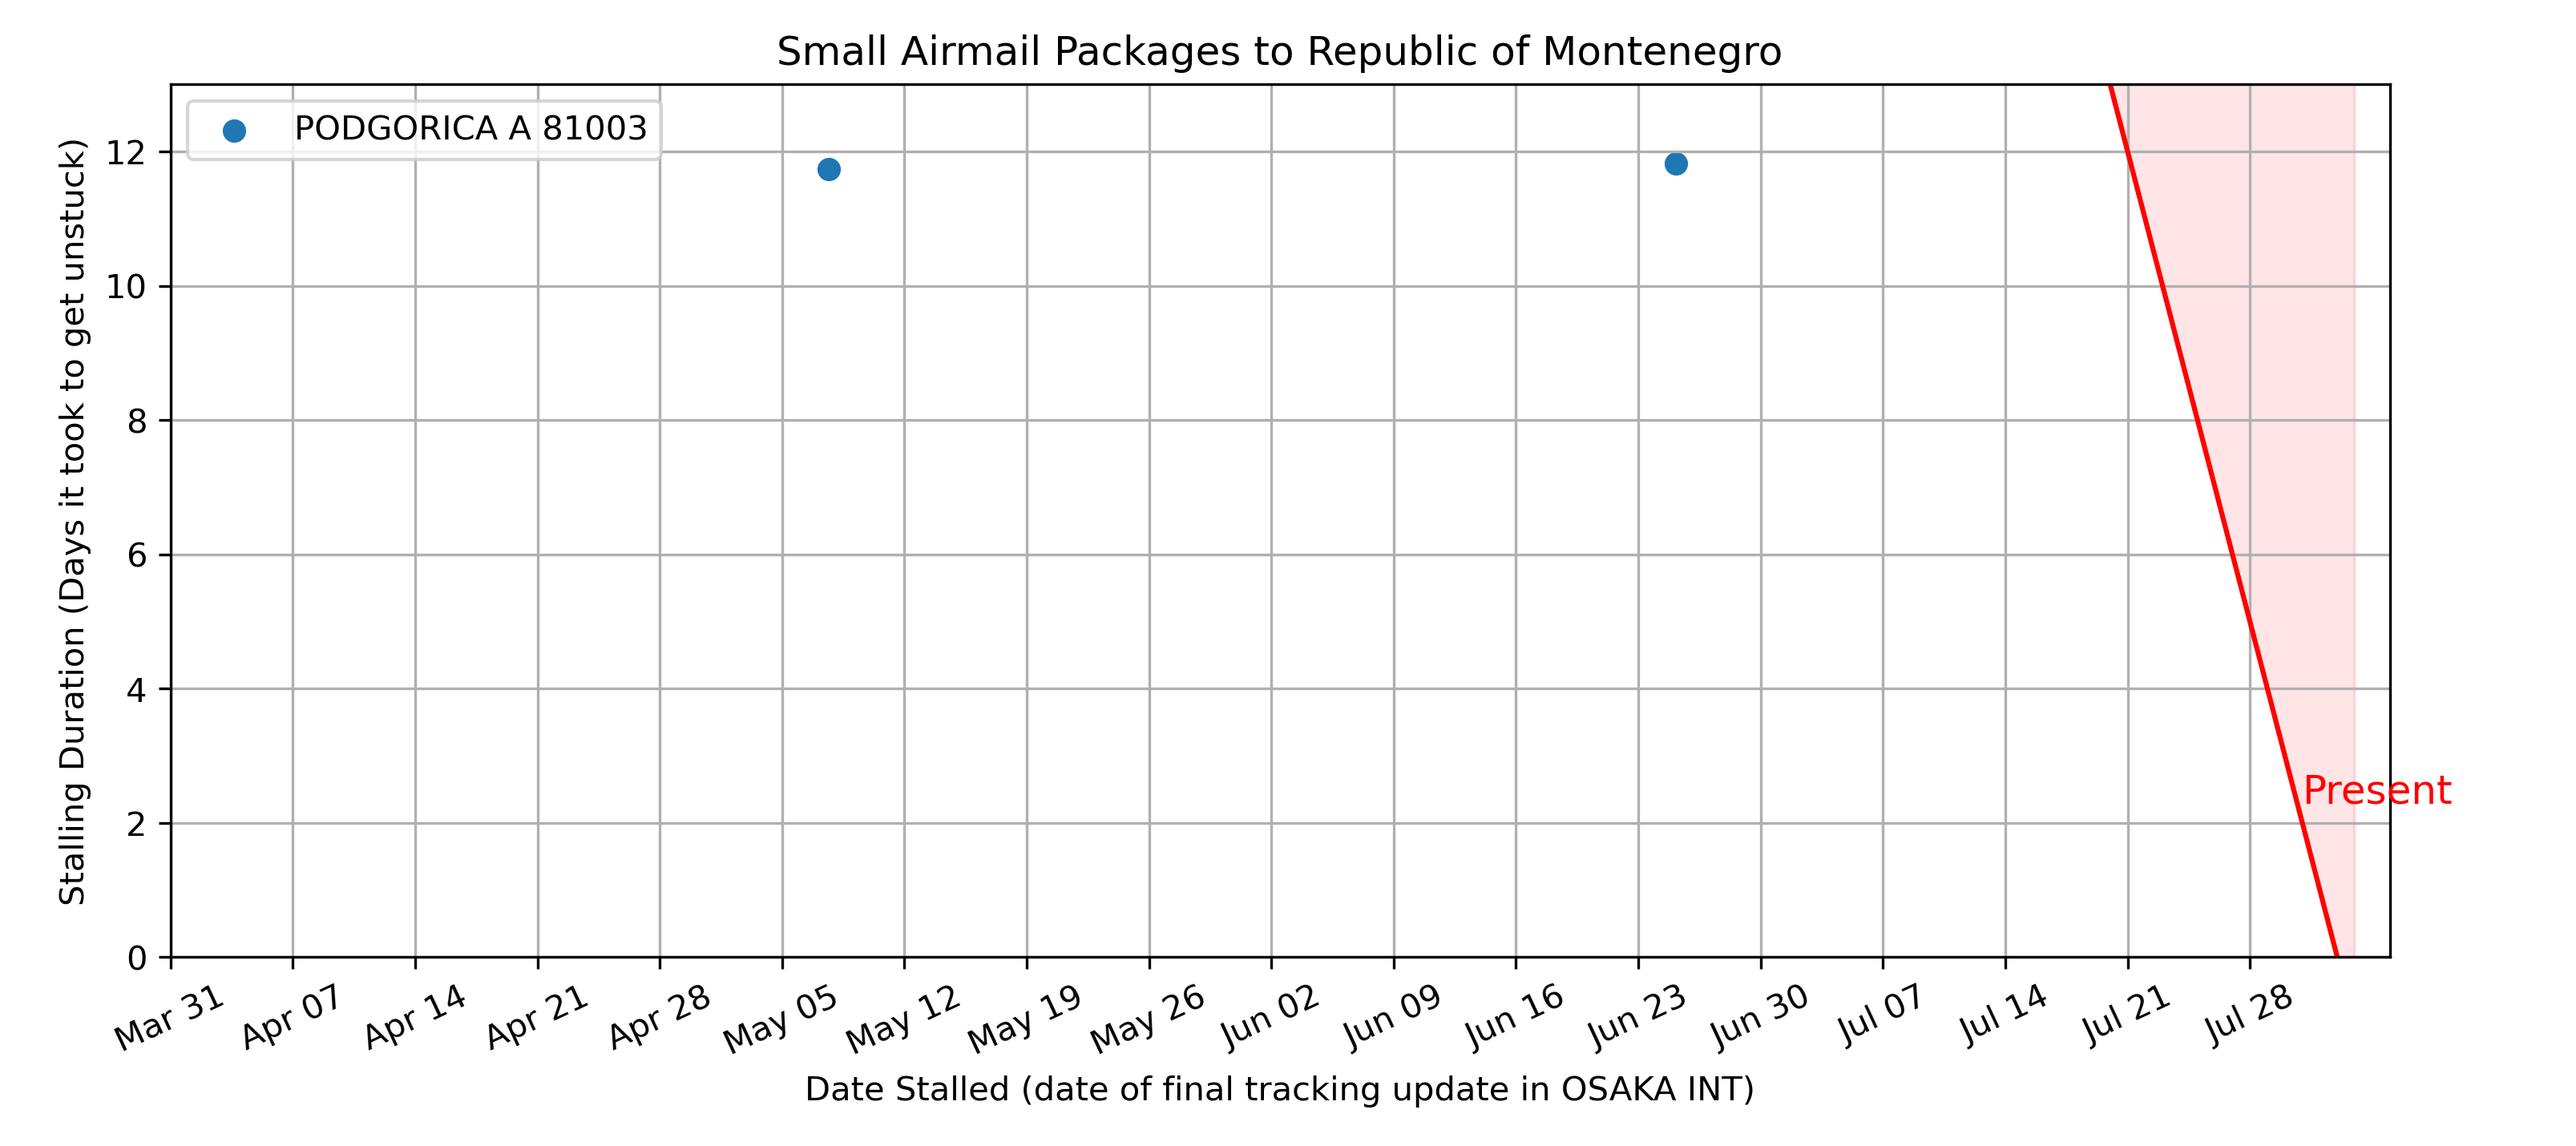 Small Airmail Packages to Republic of Montenegro
PODGORICA A 81003
Stalling Duration (Days it took to get unstuck)
12
10
8
6
4
2
0
Present
Mar 31
Apr 07
Apr 14
Apr 21
Apr 28
May 05
May 12
May 19
May 26
Jun 02
Jun 09
Jun 16
Jun 23
Jun 30
Jul 07
Jul 14
Jul 21
Jul 28
Date Stalled (date of final tracking update in OSAKA INT)